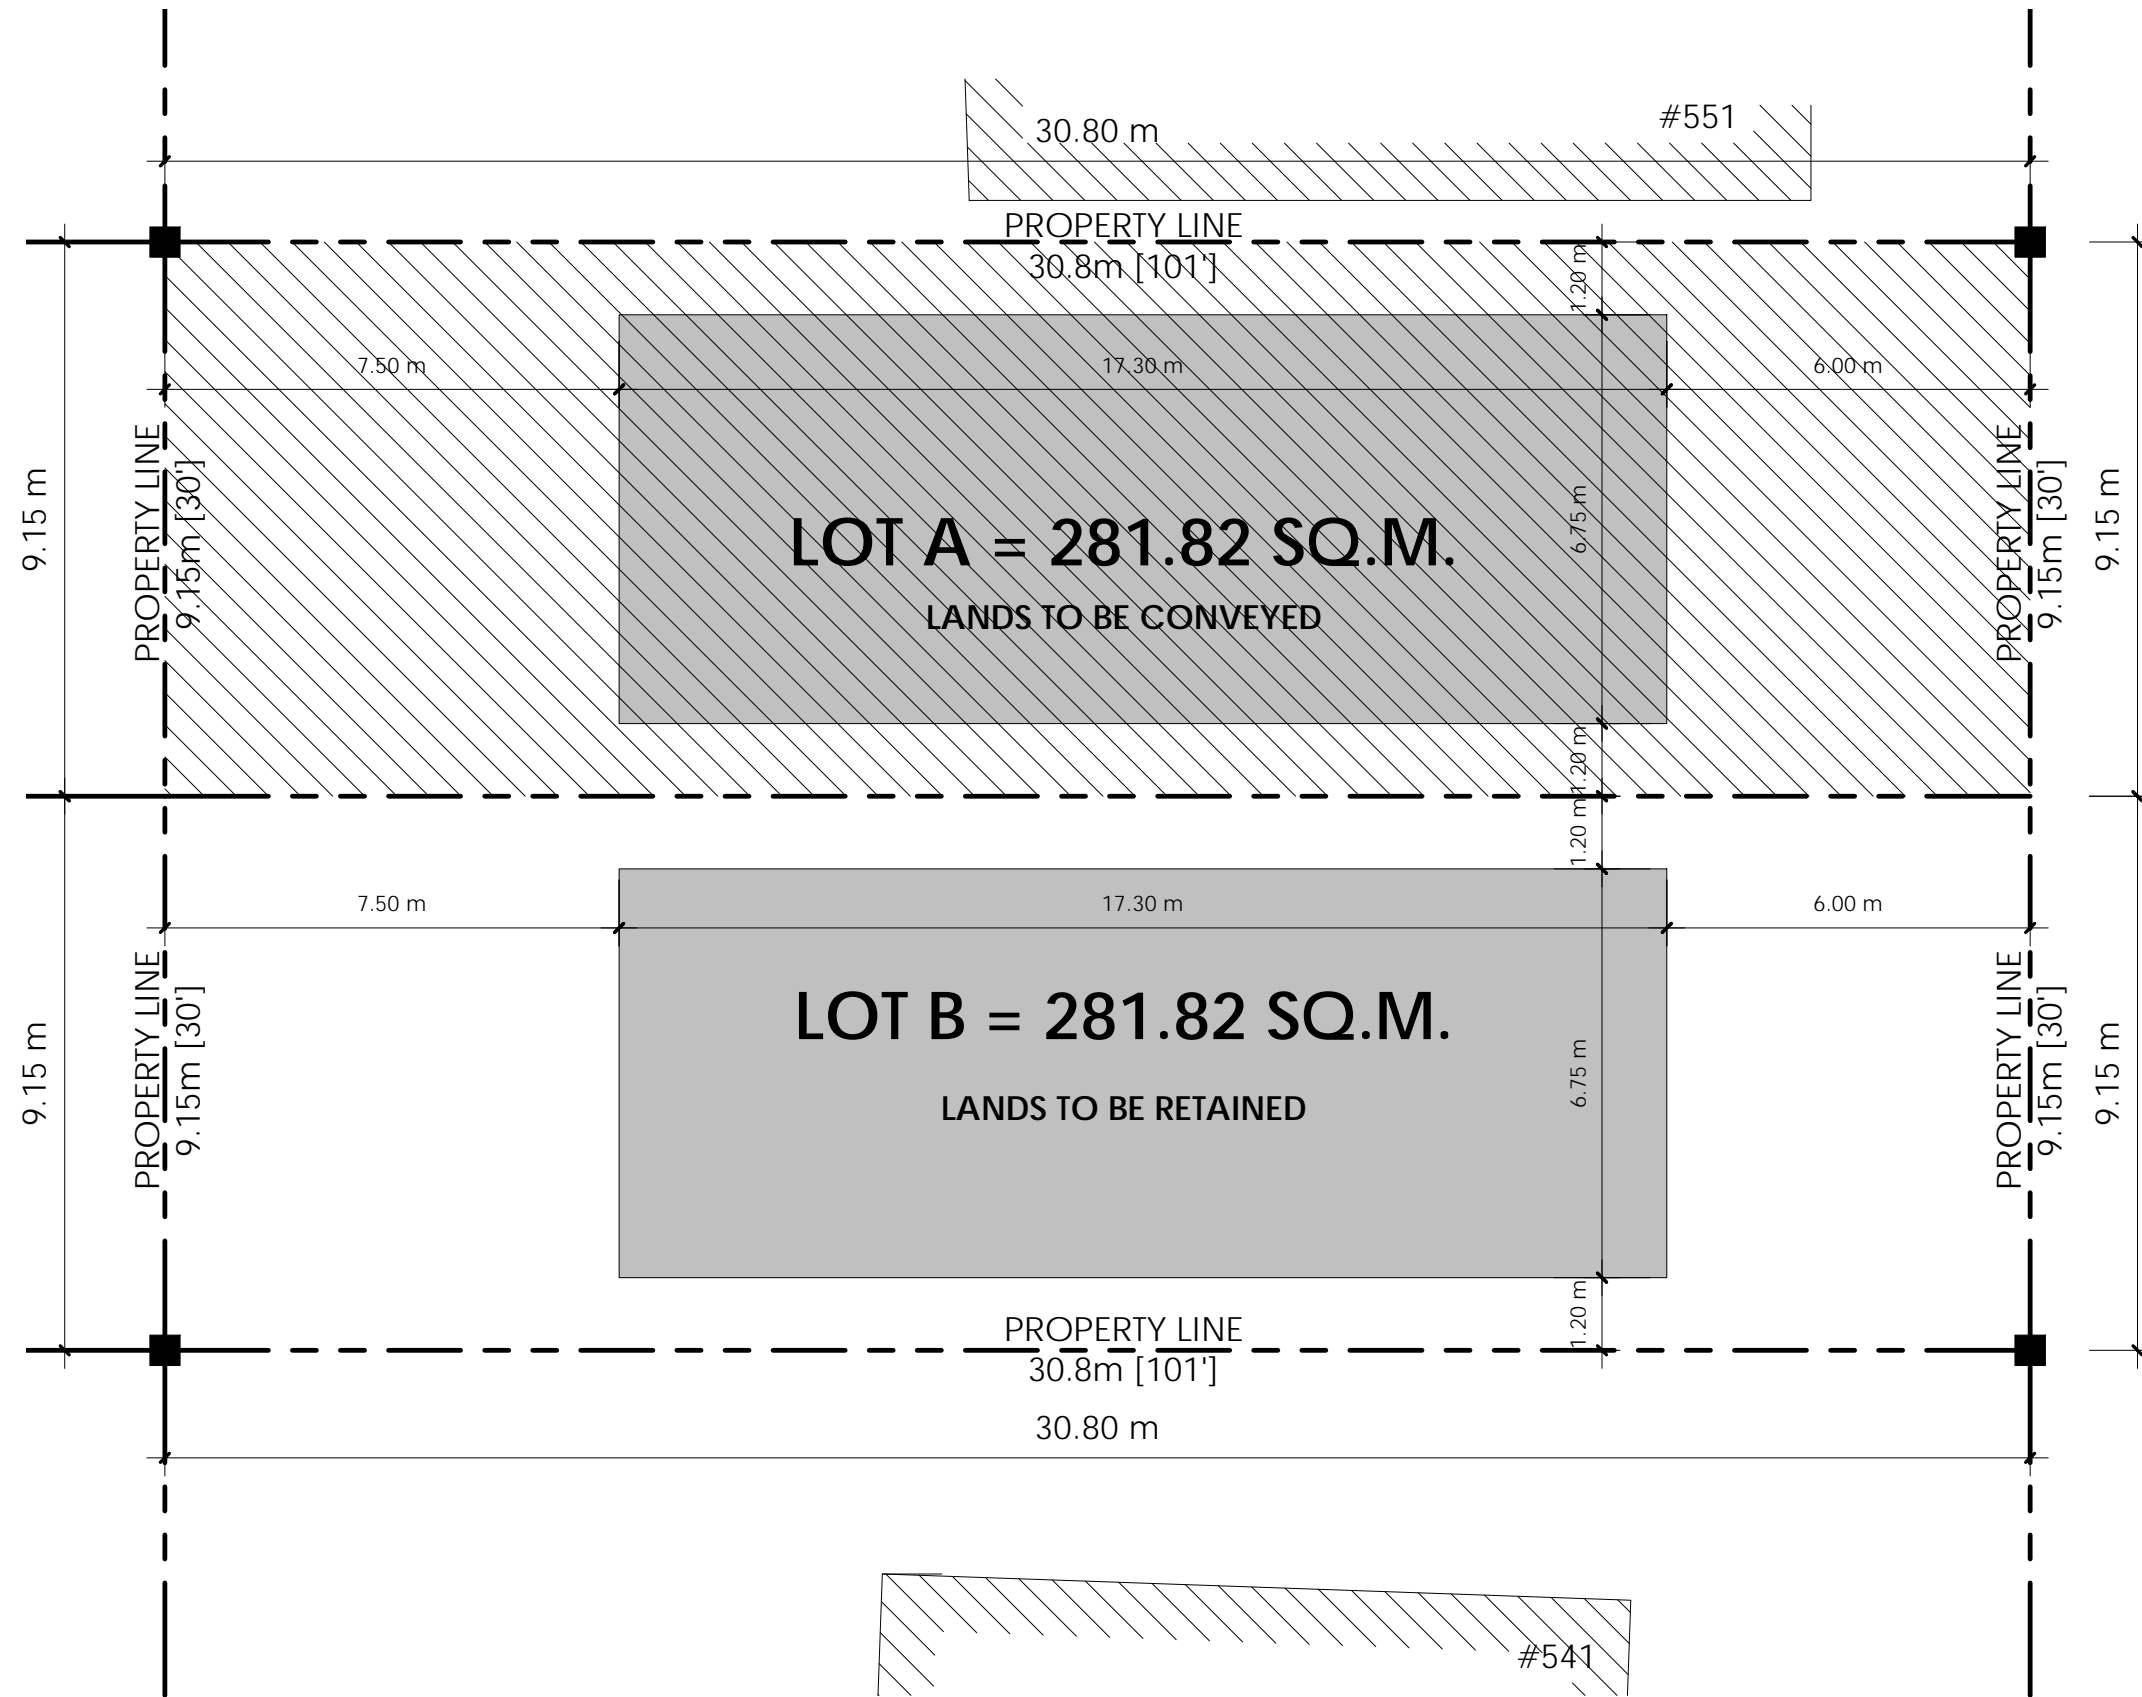 #551
30.80 m
PROPERTY LINE
30.8m [101']
1.20 m
7.50 m
17.30 m
6.00 m
9.15 m
PROPERTY LINE
9.15m [30']
LOT A = 281.82 SQ.M.
LANDS TO BE CONVEYED
6.75 m
PROPERTY LINE
9.15m [30']
9.15 m
1.20 m
1.20 m
7.50 m
17.30 m
6.00 m
9.15 m
PROPERTY LINE
9.15m [30']
LOT B = 281.82 SQ.M.
LANDS TO BE RETAINED
6.75 m
PROPERTY LINE
9.15m [30']
9.15 m
1.20 m
PROPERTY LINE
30.8m [101']
30.80 m
#541